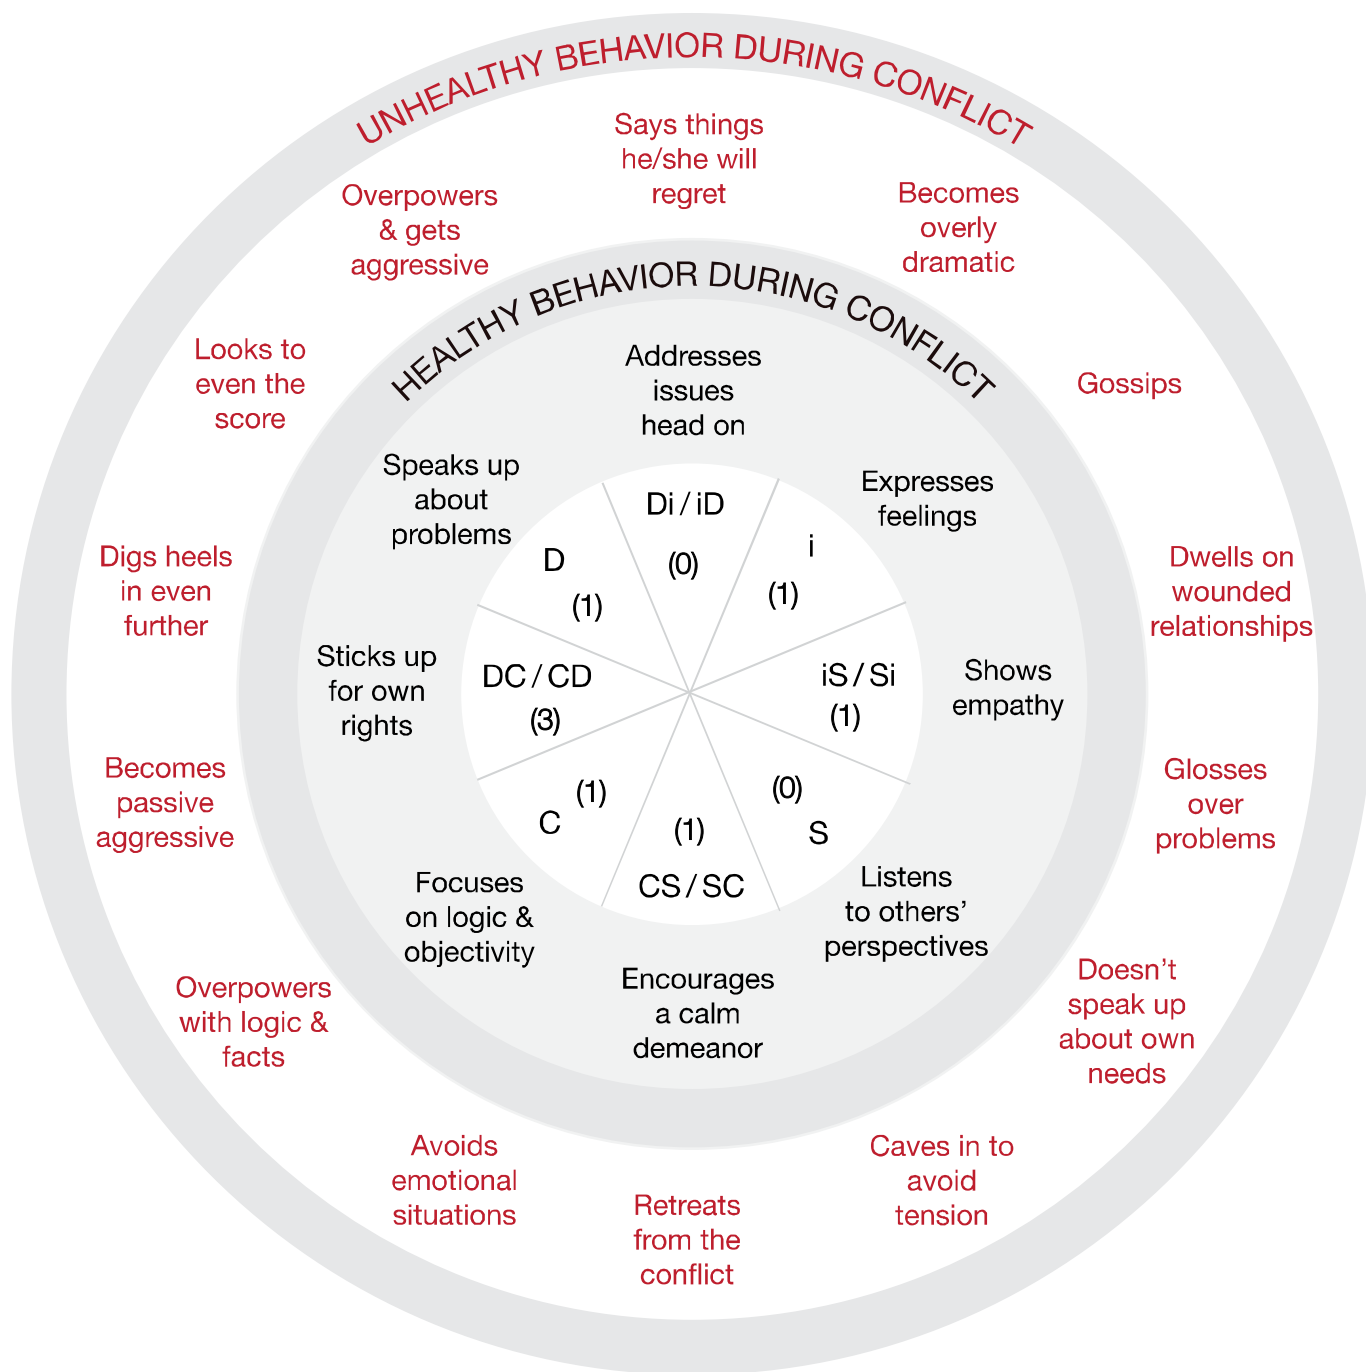 UNHEALTHY BEHAVIOR DURING CONFLICT
Says things
he/she will
regret
Becomes
overly
dramatic
Gossips
Dwells on
wounded
relationships
Glosses
over
problems
Doesn't
speak up
about own
needs
Caves in to
avoid
tension
Retreats
from the
conflict
Avoids
emotional
situations
Overpowers
with logic &
facts
Becomes
passive
aggressive
Digs heels
in even
further
Looks to
even the
score
Overpowers
& gets
aggressive
HEALTHY BEHAVIOR DURING CONFLICT
Addresses
issues
head on
Expresses
feelings
Shows
empathy
Listens
to others'
perspectives
Encourages
a calm
demeanor
Focuses
on logic &
objectivity
Sticks up
for own
rights
Speaks up
about
problems
Di / iD
(0)
i
(1)
iS / Si
(1)
(0)
S
(1)
CS / SC
(1)
C
DC / CD
(3)
D
(1)